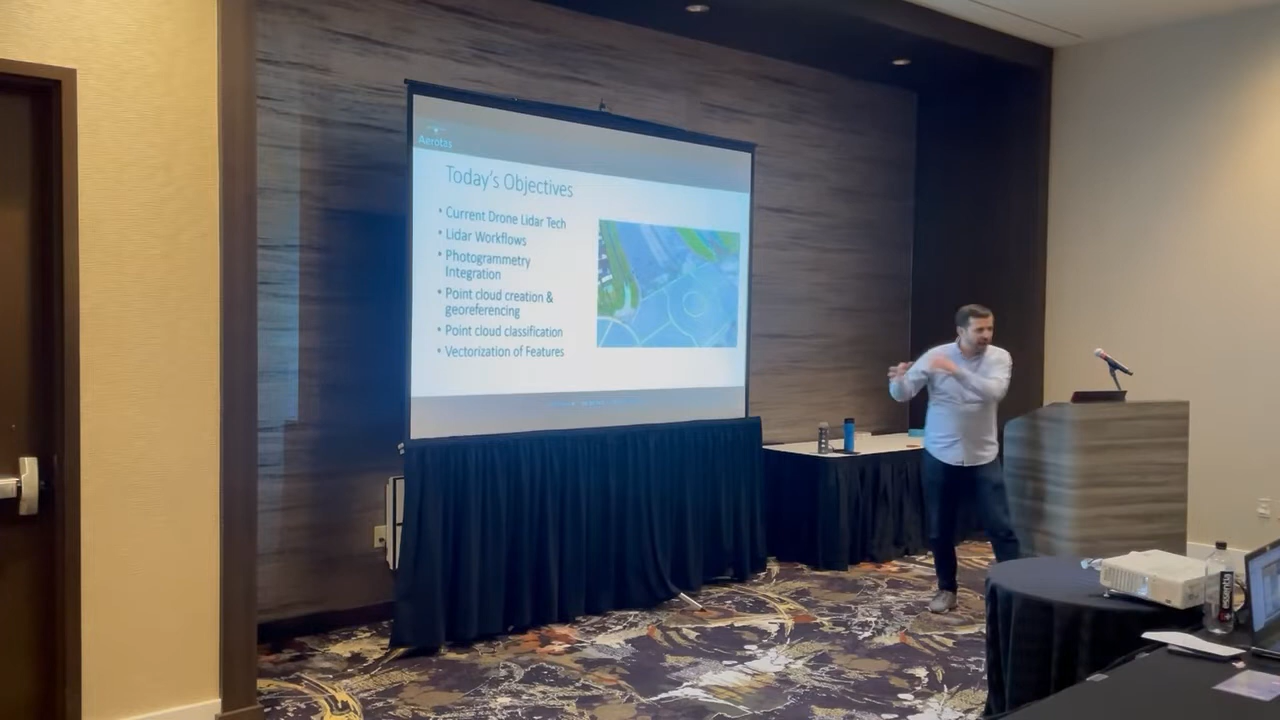 Aerotas
Today's Objectives
• Current Drone Lidar Tech
• Lidar Workflows
• Photogrammetry
Integration
• Point cloud creation &
georeferencing
• Point cloud classification
• Vectorization of Features
essentia